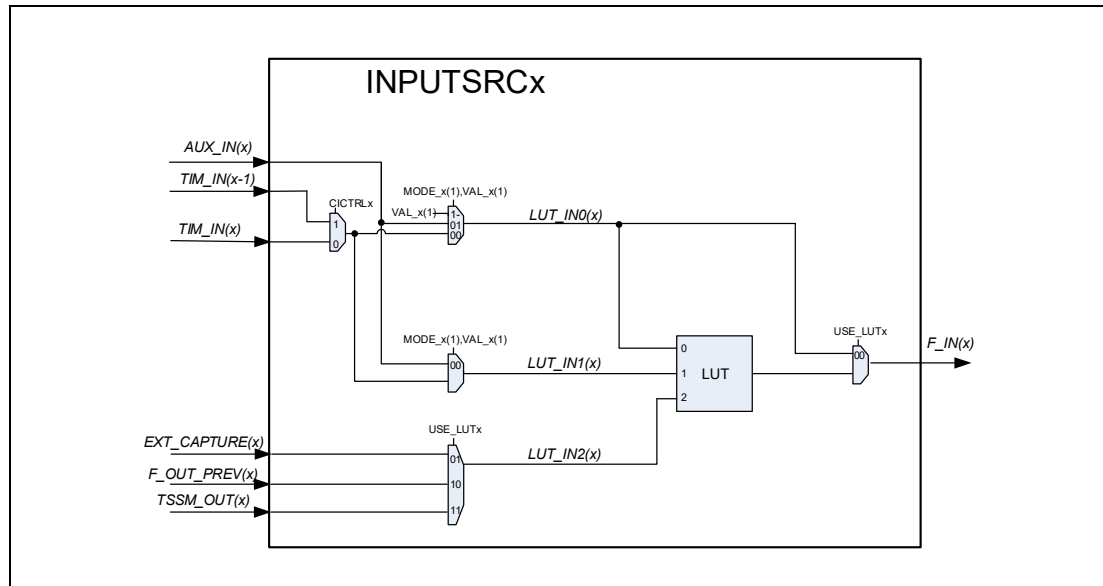 INPUTSRCx
AUX_IN(x)
TIM_IN(x-1)
CICTRLx
1
0
TIM_IN(x)
MODE_x(1),VAL_x(1)
VAL_x(1)
1-
01
00
LUT_IN0(x)
MODE_x(1),VAL_x(1)
00
LUT_IN1(x)
0
1
2
LUT
USE_LUTx
00
F_IN(x)
USE_LUTx
EXT_CAPTURE(x)
01
LUT_IN2(x)
F_OUT_PREV(x)
10
TSSM_OUT(x)
11